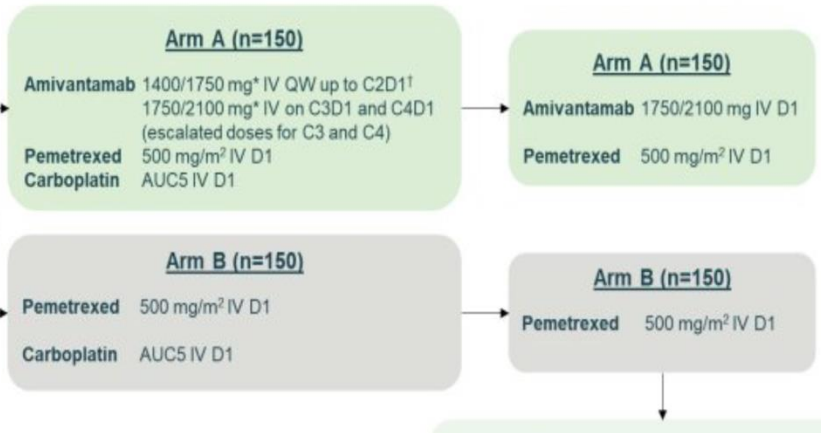 Arm A (n=150)
Amivantamab 1400/1750 mg* IV QW up to C2D1†
1750/2100 mg* IV on C3D1 and C4D1
(escalated doses for C3 and C4)
Pemetrexed 500 mg/m² IV D1
Carboplatin AUC5 IV D1
Arm A (n=150)
Amivantamab 1750/2100 mg IV D1
Pemetrexed 500 mg/m² IV D1
Arm B (n=150)
Pemetrexed 500 mg/m² IV D1
Carboplatin AUC5 IV D1
Arm B (n=150)
Pemetrexed 500 mg/m² IV D1